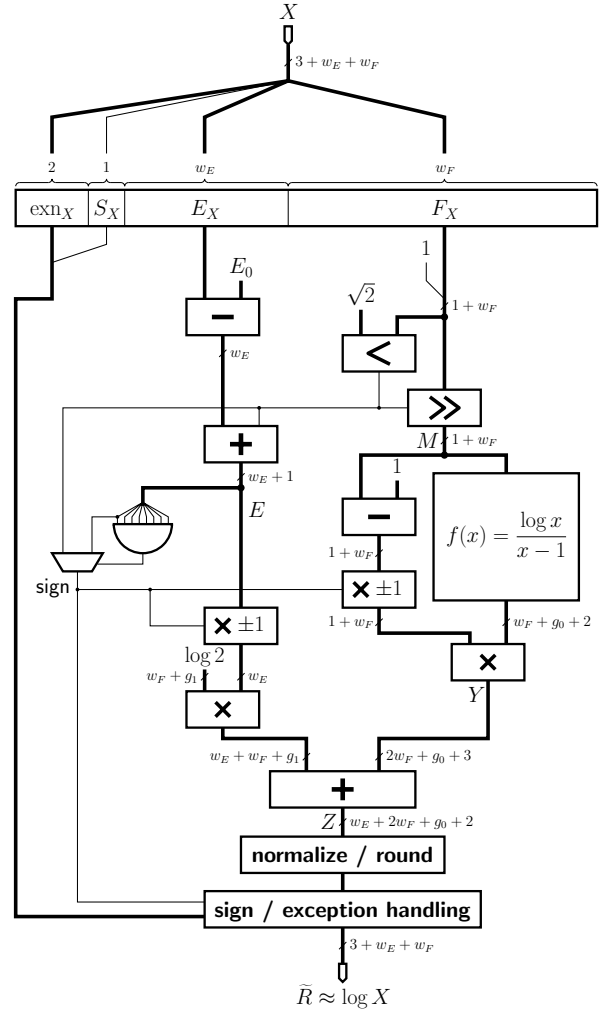 X
3 + w_E + w_F
2 1 w_E w_F
exn_X S_X E_X F_X
1
E_0
√2
1 + w_F
−
<
w_E
≫
+
M 1 + w_F
w_E + 1
1
E
−
f(x) = log x / x − 1
1 + w_F
sign
× ±1
× ±1
1 + w_F
w_F + g_0 + 2
log 2
w_F + g_1 w_E
×
Y
×
w_E + w_F + g_1
2w_F + g_0 + 3
+
Z w_E + 2w_F + g_0 + 2
normalize / round
sign / exception handling
3 + w_E + w_F
R̃ ≈ log X